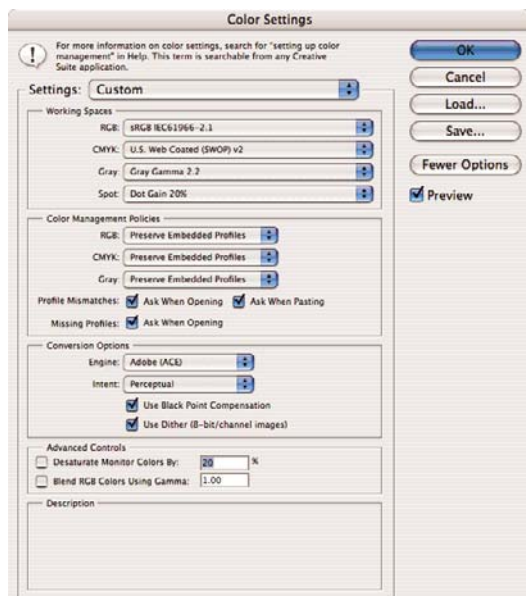 Color Settings
For more information on color settings, search for "setting up color
management" in Help. This term is searchable from any Creative
Suite application.
Settings: Custom
Working Spaces
RGB: sRGB IEC61966-2.1
CMYK: U.S. Web Coated (SWOP) v2
Gray: Gray Gamma 2.2
Spot: Dot Gain 20%
Color Management Policies
RGB: Preserve Embedded Profiles
CMYK: Preserve Embedded Profiles
Gray: Preserve Embedded Profiles
Profile Mismatches: Ask When Opening Ask When Pasting
Missing Profiles: Ask When Opening
Conversion Options
Engine: Adobe (ACE)
Intent: Perceptual
Use Black Point Compensation
Use Dither (8-bit/channel images)
Advanced Controls
Desaturate Monitor Colors By: 20 %
Blend RGB Colors Using Gamma: 1.00
Description
OK
Cancel
Load...
Save...
Fewer Options
Preview